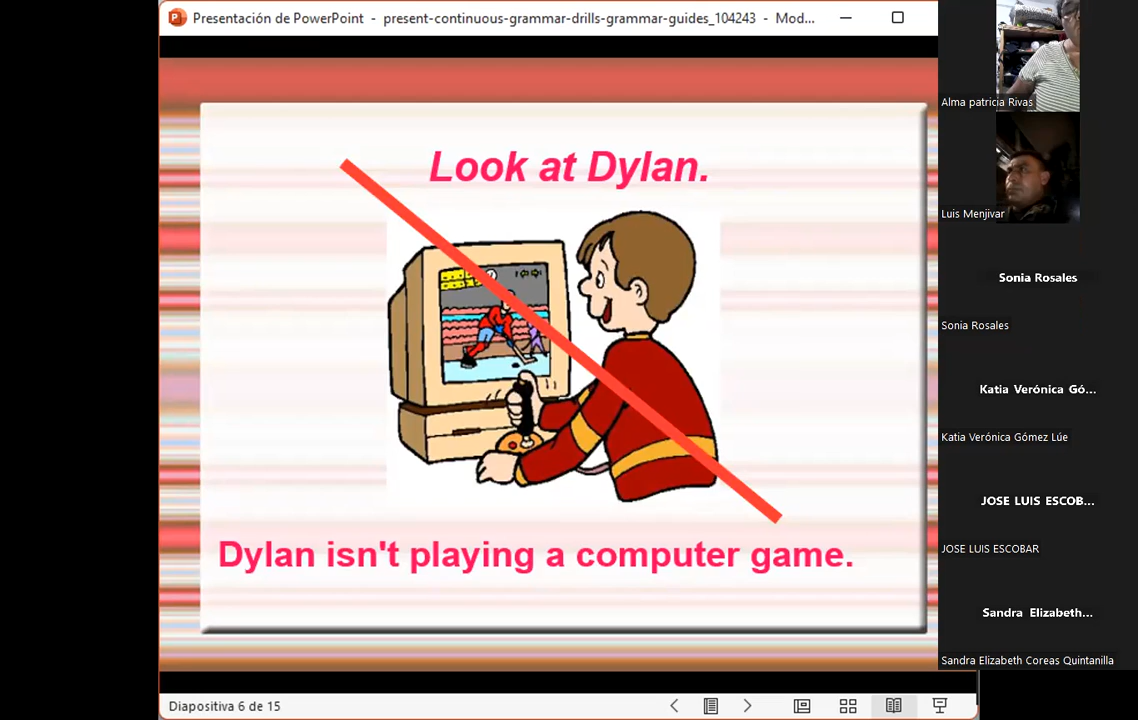 Presentación de PowerPoint - present-continuous-grammar-drills-grammar-guides_104243 - Mod...
Look at Dylan.
Dylan isn't playing a computer game.
Diapositiva 6 de 15
Alma patricia Rivas
Luis Menjivar
Sonia Rosales
Sonia Rosales
Katia Verónica Gó...
Katia Verónica Gómez Lúe
JOSE LUIS ESCOB...
JOSE LUIS ESCOBAR
Sandra Elizabeth...
Sandra Elizabeth Coreas Quintanilla